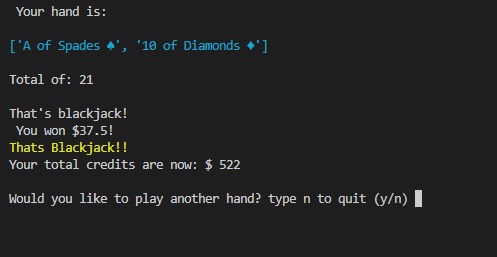 Your hand is:
['A of Spades ♠', '10 of Diamonds ♦']
Total of: 21
That's blackjack!
You won $37.5!
Thats Blackjack!!
Your total credits are now: $ 522
Would you like to play another hand? type n to quit (y/n)